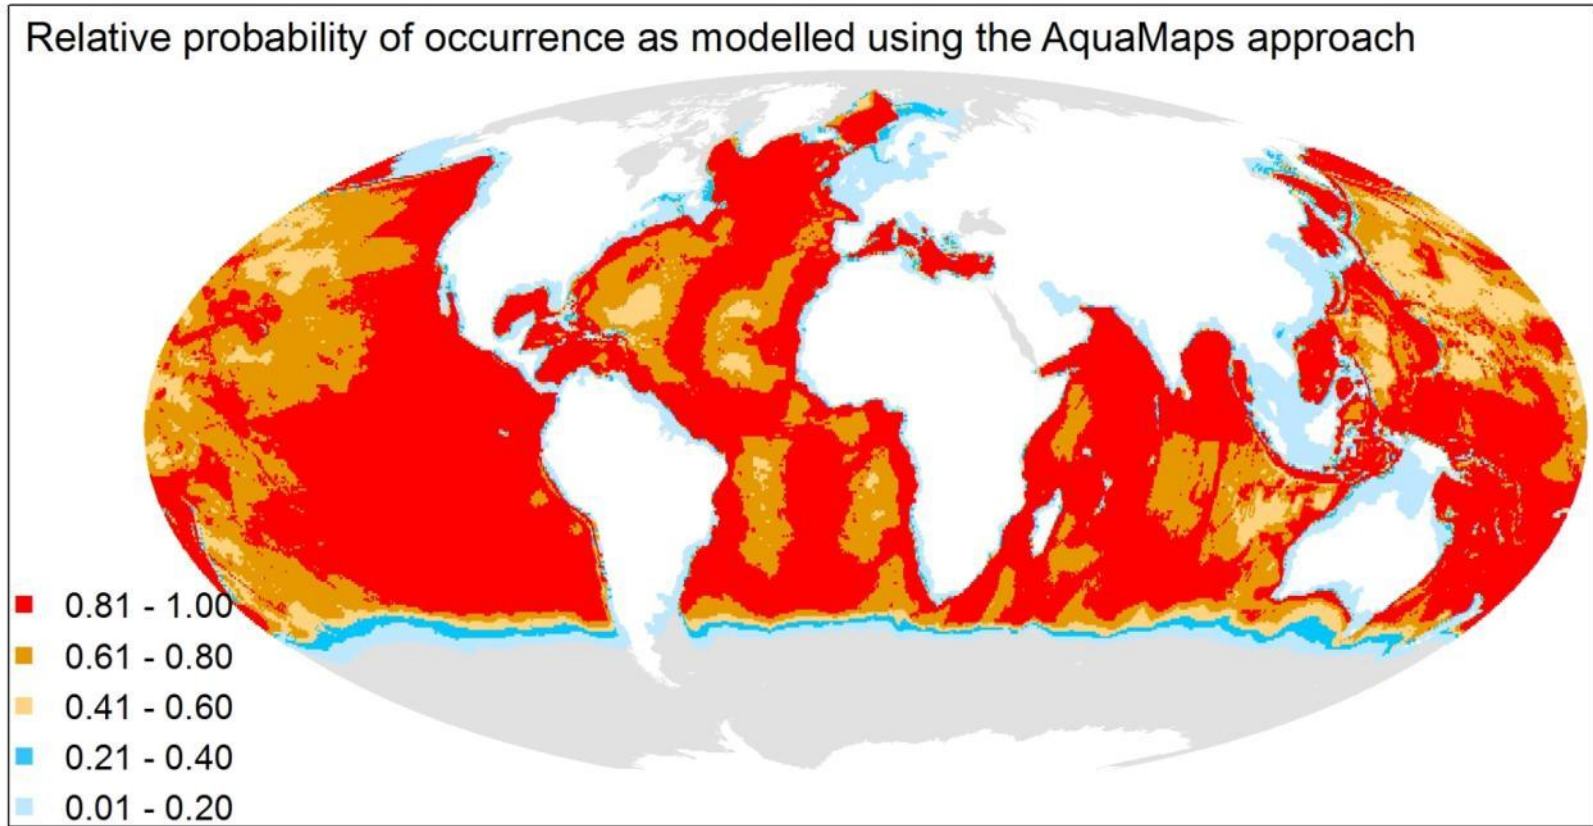 Relative probability of occurrence as modelled using the AquaMaps approach
0.81 - 1.00
0.61 - 0.80
0.41 - 0.60
0.21 - 0.40
0.01 - 0.20